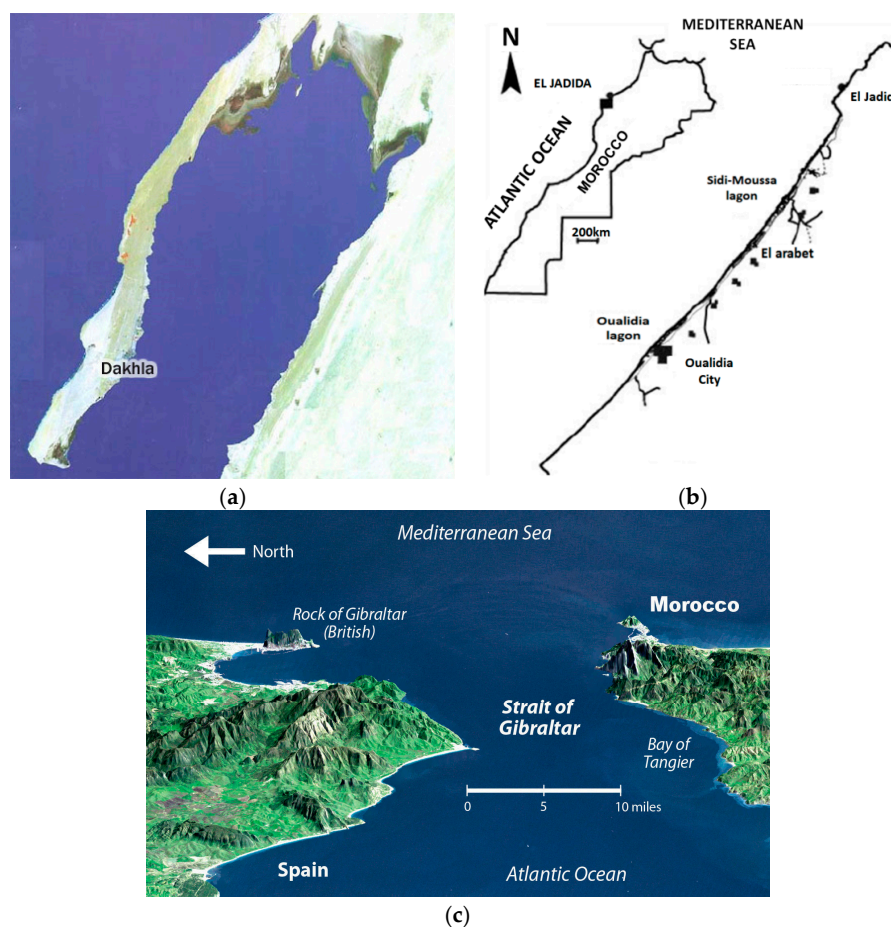 Dakhla
(a)
MEDITERRANEAN
SEA
N
EL JADIDA
ATLANTIC OCEAN
MOROCCO
200km
El Jadid
Sidi-Moussa
lagon
El arabet
Oualidia
lagon
Oualidia
City
(b)
Mediterranean Sea
North
Rock of Gibraltar
(British)
Morocco
Strait of
Gibraltar
Bay of
Tangier
0 5 10 miles
Spain
Atlantic Ocean
(c)